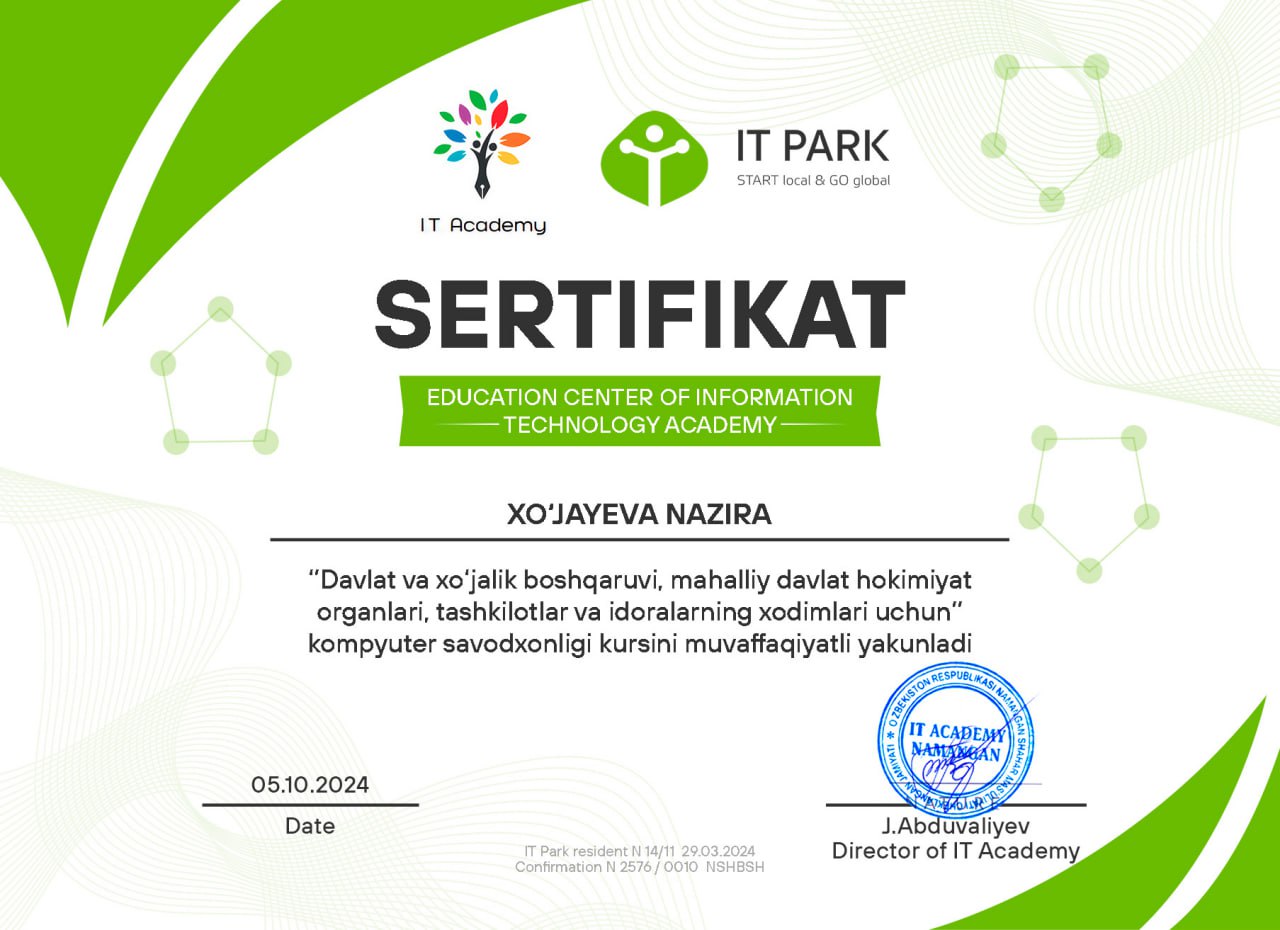 IT Academy
IT PARK
START local & GO global
SERTIFIKAT
EDUCATION CENTER OF INFORMATION
TECHNOLOGY ACADEMY
XO‘JAYEVA NAZIRA
“Davlat va xo‘jalik boshqaruvi, mahalliy davlat hokimiyat
organlari, tashkilotlar va idoralarning xodimlari uchun”
kompyuter savodxonligi kursini muvaffaqiyatli yakunladi
O'ZBEKISTON RESPUBLIKASI NAMANGAN SHAHAR MAS'ULIYATI CHEKLANGAN JAMIYATI
IT ACADEMY
NAMANGAN
05.10.2024
Date
J.Abduvaliyev
Director of IT Academy
IT Park resident N 14/11 29.03.2024
Confirmation N 2576 / 0010 NSHBSH